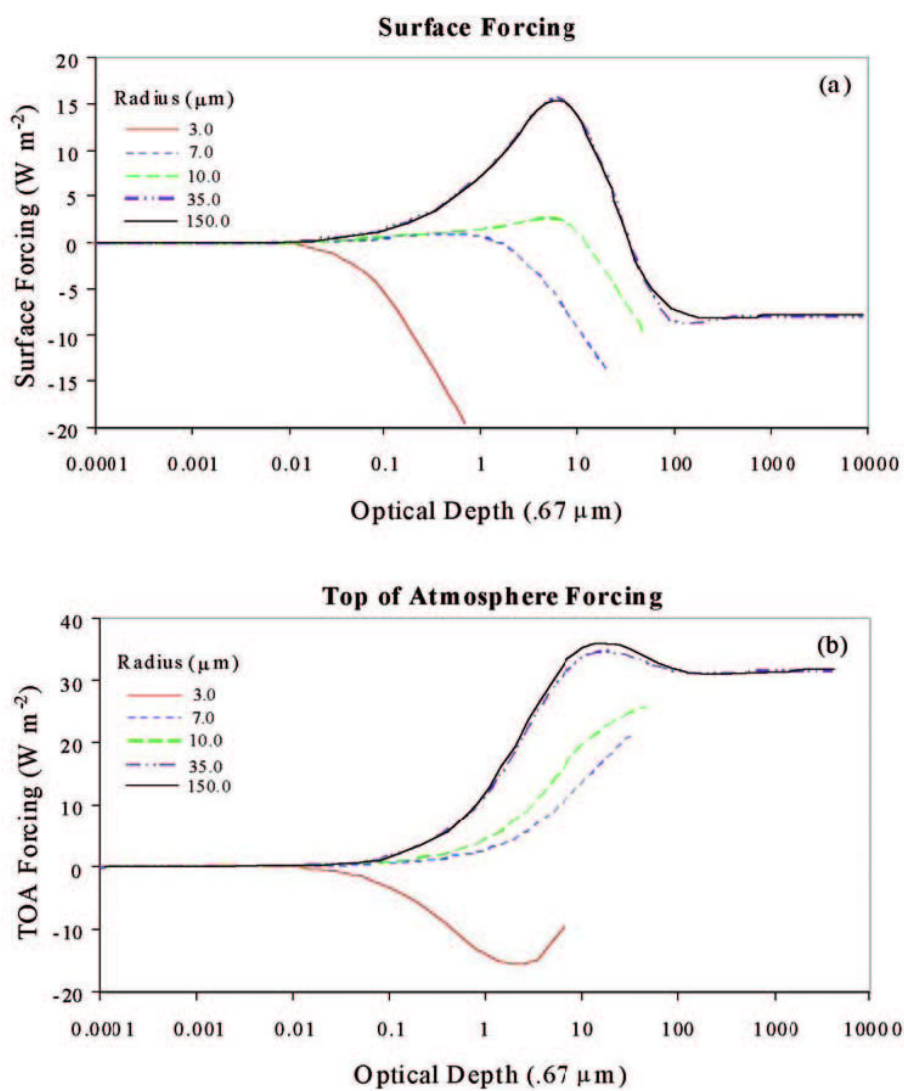 Surface Forcing
(a)
Radius (μm)
3.0
7.0
10.0
35.0
150.0
20
15
10
5
0
-5
-10
-15
-20
Surface Forcing (W m-2)
0.0001 0.001 0.01 0.1 1 10 100 1000 10000
Optical Depth (.67 μm)
Top of Atmosphere Forcing
(b)
Radius (μm)
3.0
7.0
10.0
35.0
150.0
40
30
20
10
0
-10
-20
TOA Forcing (W m-2)
0.0001 0.001 0.01 0.1 1 10 100 1000 10000
Optical Depth (.67 μm)